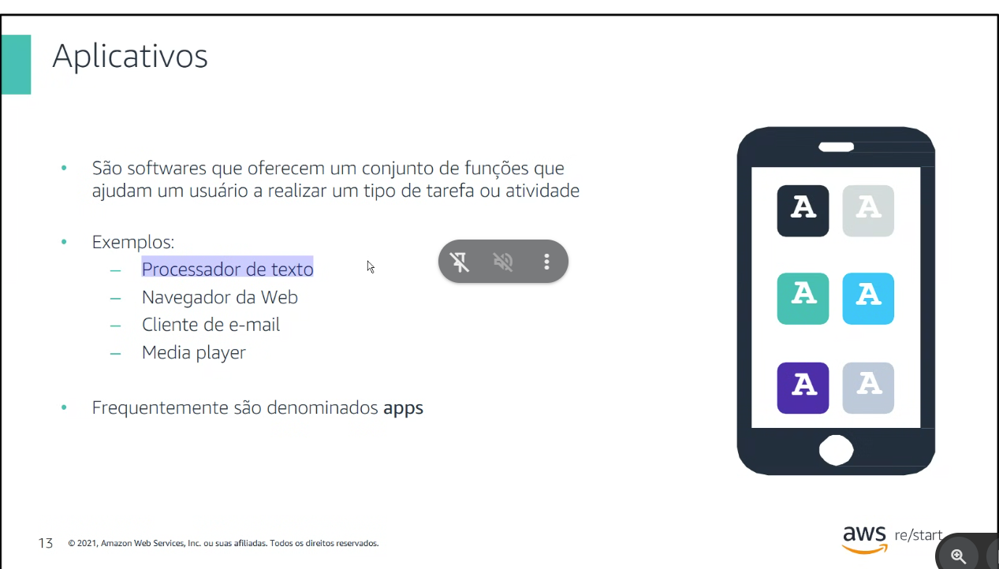 Aplicativos
• São softwares que oferecem um conjunto de funções que
ajudam um usuário a realizar um tipo de tarefa ou atividade
• Exemplos:
– Processador de texto
– Navegador da Web
– Cliente de e-mail
– Media player
• Frequentemente são denominados apps
A A
A A
A A
13 © 2021, Amazon Web Services, Inc. ou suas afiliadas. Todos os direitos reservados.
aws re/start